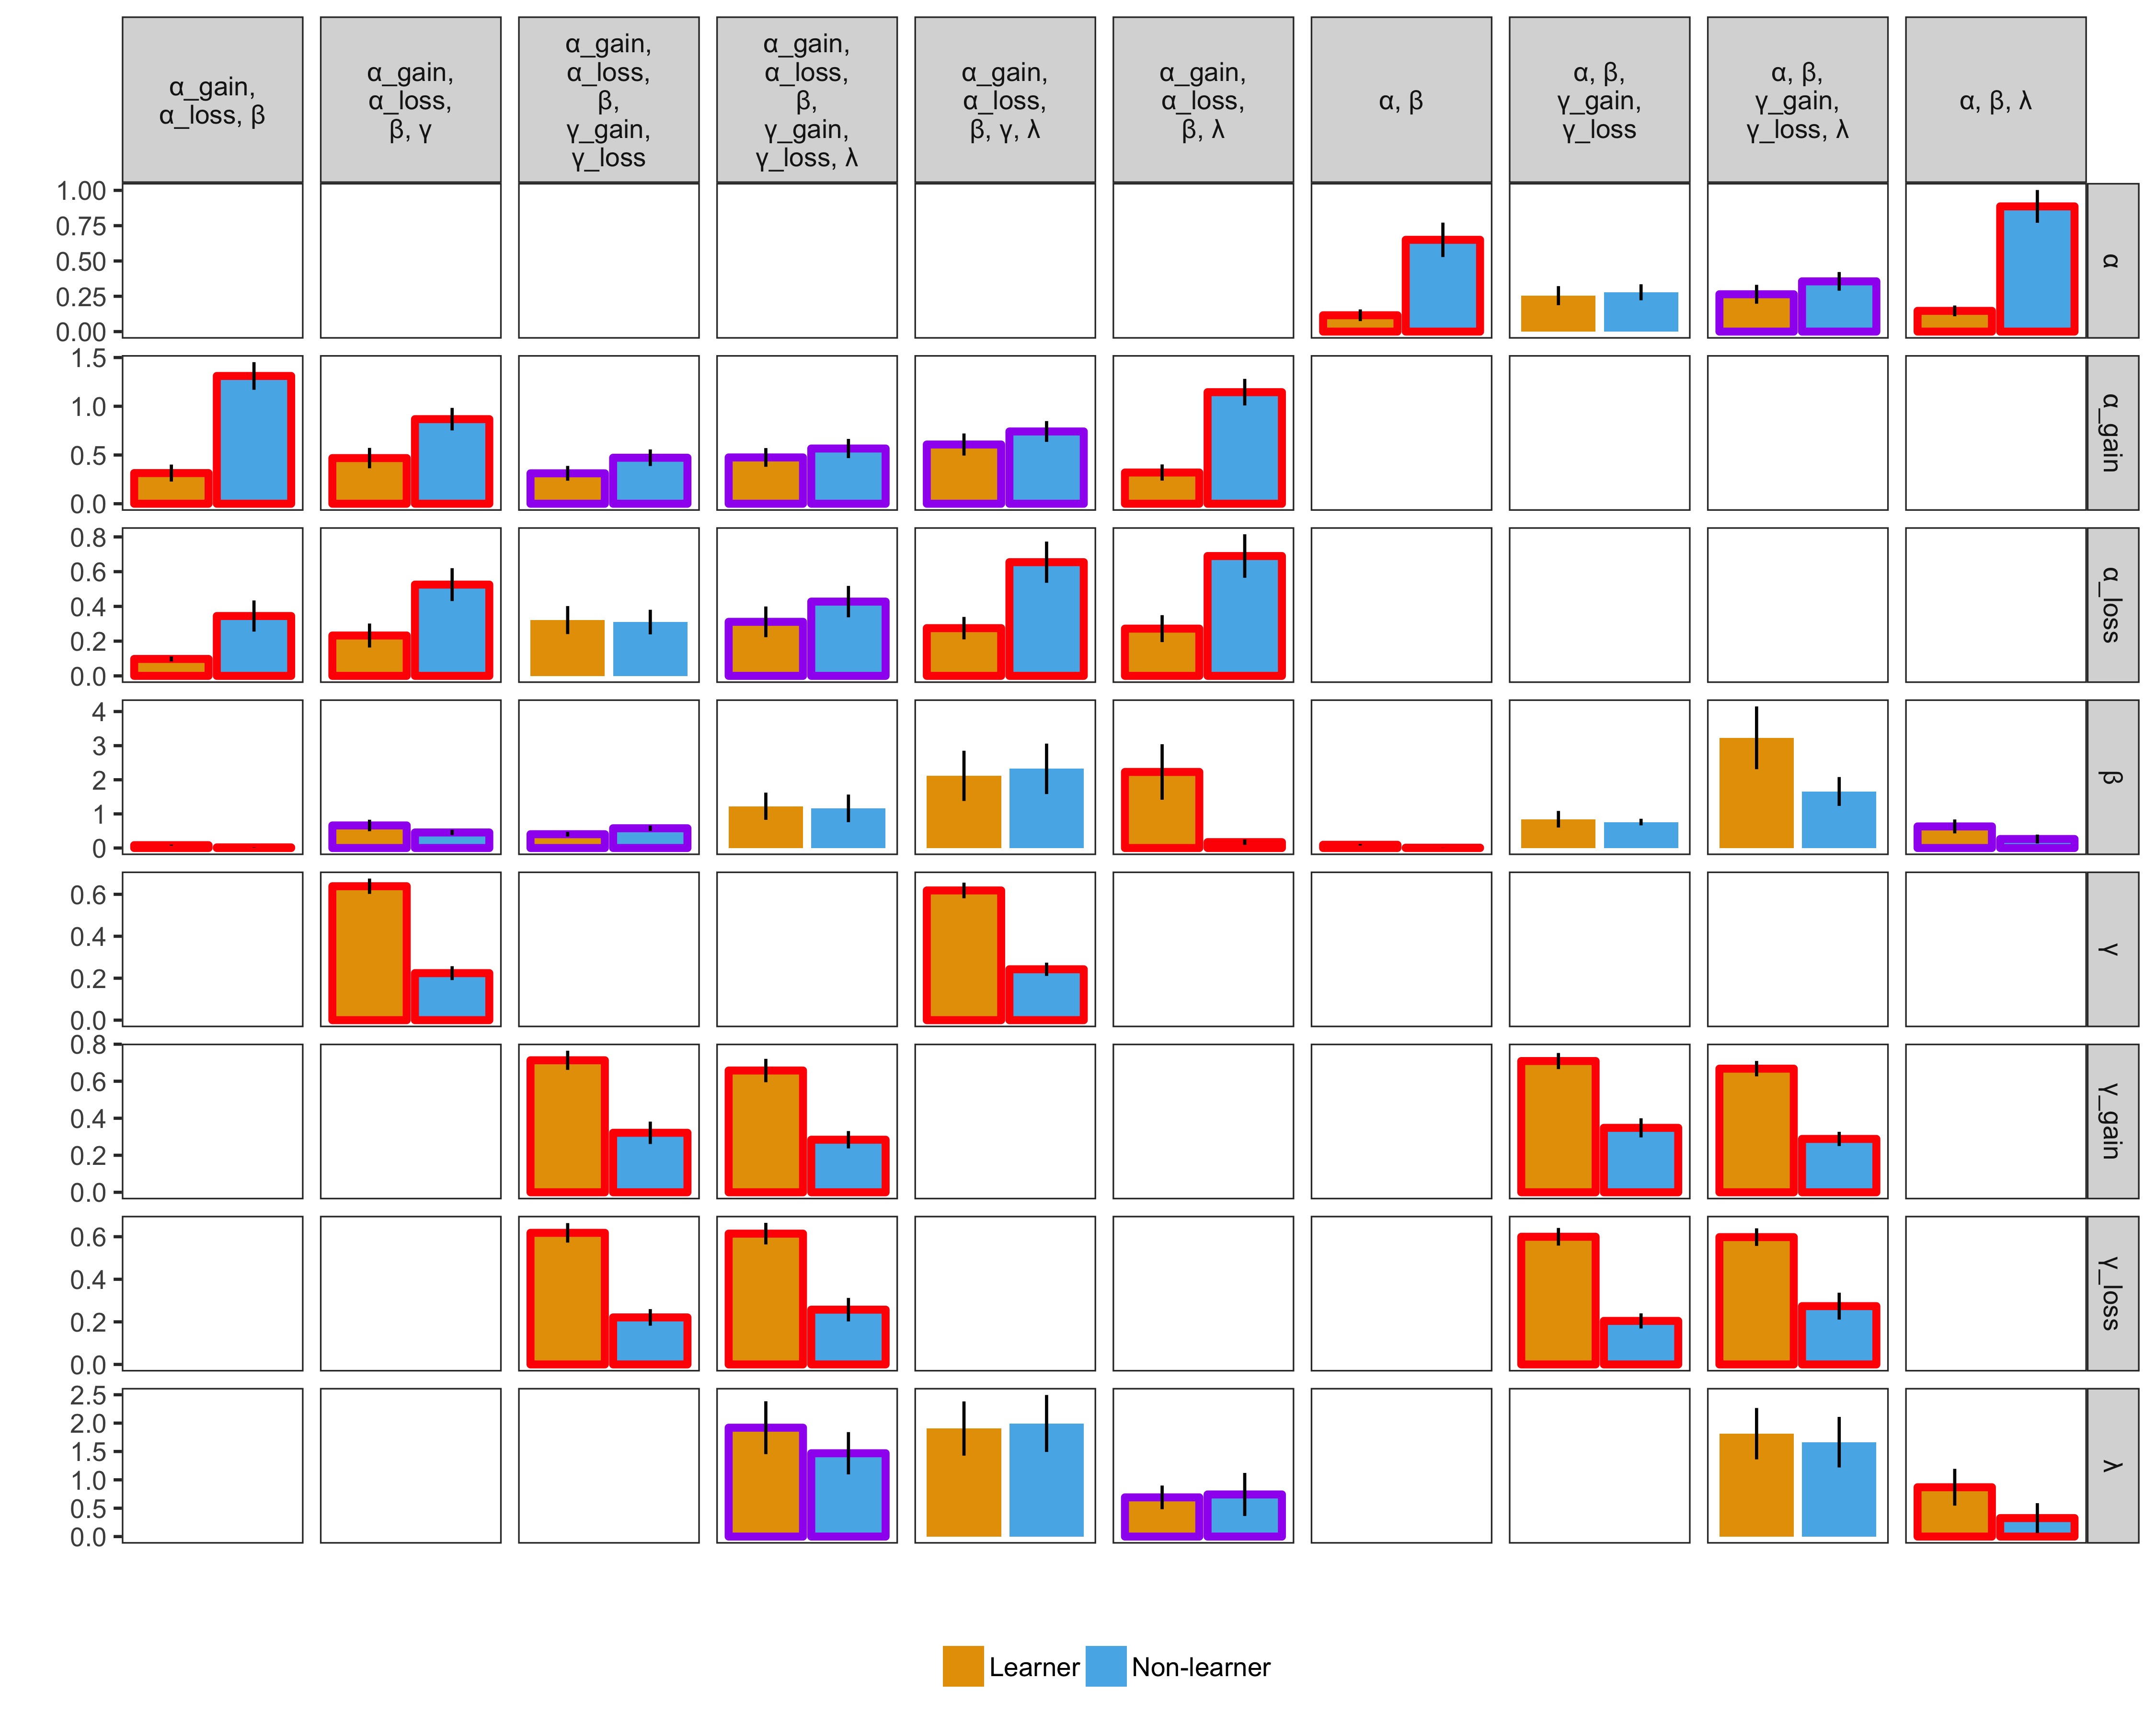 α_gain,
α_loss, β
α_gain,
α_loss,
β, γ
α_gain,
α_loss,
β,
γ_gain,
γ_loss
α_gain,
α_loss,
β,
γ_gain,
γ_loss, λ
α_gain,
α_loss,
β, γ, λ
α_gain,
α_loss,
β, λ
α, β
α, β,
γ_gain,
γ_loss
α, β,
γ_gain,
γ_loss, λ
α, β, λ
1.00
0.75
0.50
0.25
0.00
α
1.5
1.0
0.5
0.0
α_gain
0.8
0.6
0.4
0.2
0.0
α_loss
4
3
2
1
0
β
0.6
0.4
0.2
0.0
γ
0.8
0.6
0.4
0.2
0.0
γ_gain
0.6
0.4
0.2
0.0
γ_loss
2.5
2.0
1.5
1.0
0.5
0.0
λ
Learner
Non-learner